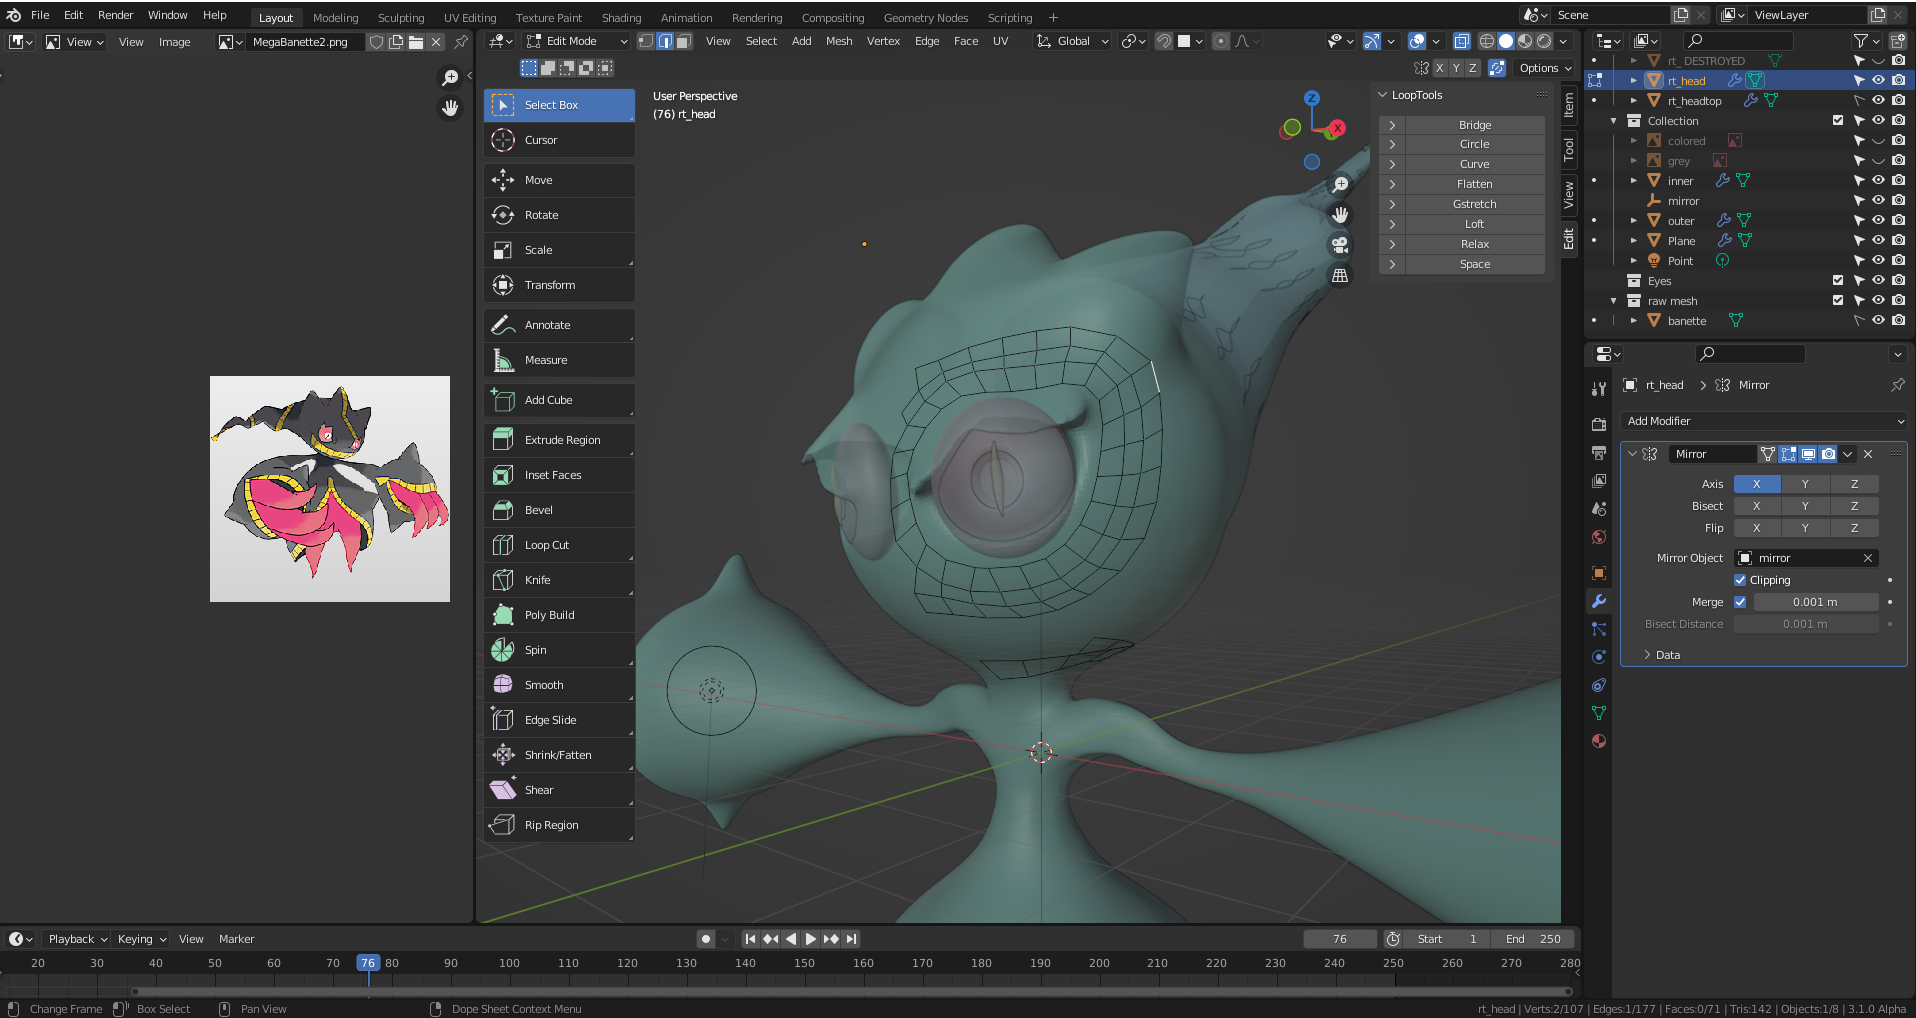 File Edit Render Window Help Layout Modeling Sculpting UV Editing Texture Paint Shading Animation Rendering Compositing Geometry Nodes Scripting + Scene ViewLayer
View View Image MegaBanette2.png Edit Mode View Select Add Mesh Vertex Edge Face UV Global
X Y Z Options
Select Box
Cursor
Move
Rotate
Scale
Transform
Annotate
Measure
Add Cube
Extrude Region
Inset Faces
Bevel
Loop Cut
Knife
Poly Build
Spin
Smooth
Edge Slide
Shrink/Fatten
Shear
Rip Region
User Perspective
(76) rt_head
Z
X
LoopTools
Bridge
Circle
Curve
Flatten
Gstretch
Loft
Relax
Space
Item
Tool
View
Edit
rt_DESTROYED
rt_head
rt_headtop
Collection
colored
grey
inner
mirror
outer
Plane
Point
Eyes
raw mesh
banette
rt_head Mirror
Add Modifier
Mirror
Axis X Y Z
Bisect X Y Z
Flip X Y Z
Mirror Object mirror
Clipping
Merge 0.001 m
Bisect Distance 0.001 m
Data
Playback Keying View Marker 76 Start 1 End 250
20 30 40 50 60 70 76 80 90 100 110 120 130 140 150 160 170 180 190 200 210 220 230 240 250 260 270 280
Change Frame Box Select Pan View Dope Sheet Context Menu rt_head | Verts:2/107 | Edges:1/177 | Faces:0/71 | Tris:142 | Objects:1/8 | 3.1.0 Alpha